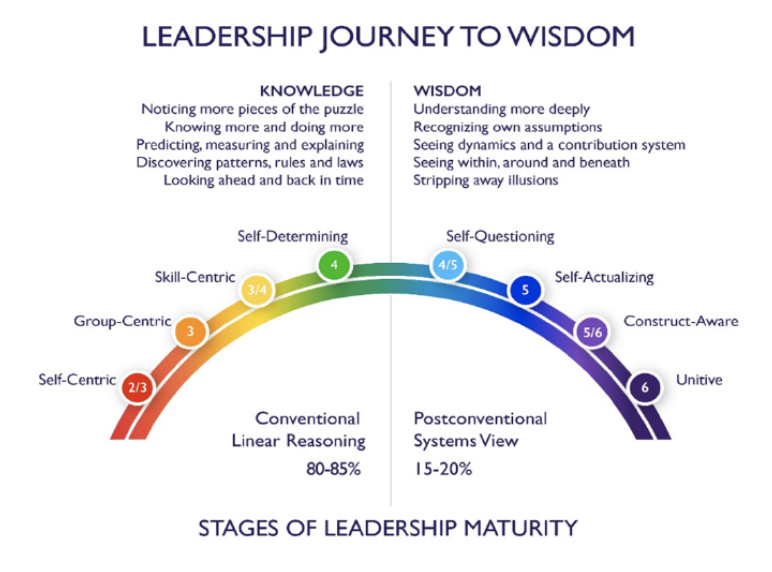 LEADERSHIP JOURNEY TO WISDOM
KNOWLEDGE
Noticing more pieces of the puzzle
Knowing more and doing more
Predicting, measuring and explaining
Discovering patterns, rules and laws
Looking ahead and back in time
WISDOM
Understanding more deeply
Recognizing own assumptions
Seeing dynamics and a contribution system
Seeing within, around and beneath
Stripping away illusions
Self-Centric
2/3
Group-Centric
3
Skill-Centric
3/4
Self-Determining
4
Self-Questioning
4/5
Self-Actualizing
5
Construct-Aware
5/6
Unitive
6
Conventional
Linear Reasoning
80-85%
Postconventional
Systems View
15-20%
STAGES OF LEADERSHIP MATURITY